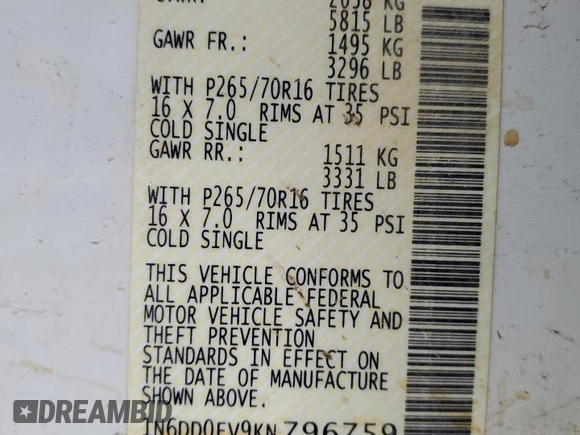 5815 LB
GAWR FR.: 1495 KG
3296 LB
WITH P265/70R16 TIRES
16 X 7.0 RIMS AT 35 PSI
COLD SINGLE
GAWR RR.: 1511 KG
3331 LB
WITH P265/70R16 TIRES
16 X 7.0 RIMS AT 35 PSI
COLD SINGLE
THIS VEHICLE CONFORMS TO
ALL APPLICABLE FEDERAL
MOTOR VEHICLE SAFETY AND
THEFT PREVENTION
STANDARDS IN EFFECT ON
THE DATE OF MANUFACTURE
SHOWN ABOVE.
1N6DD0EV9KN796759
DREAMBID